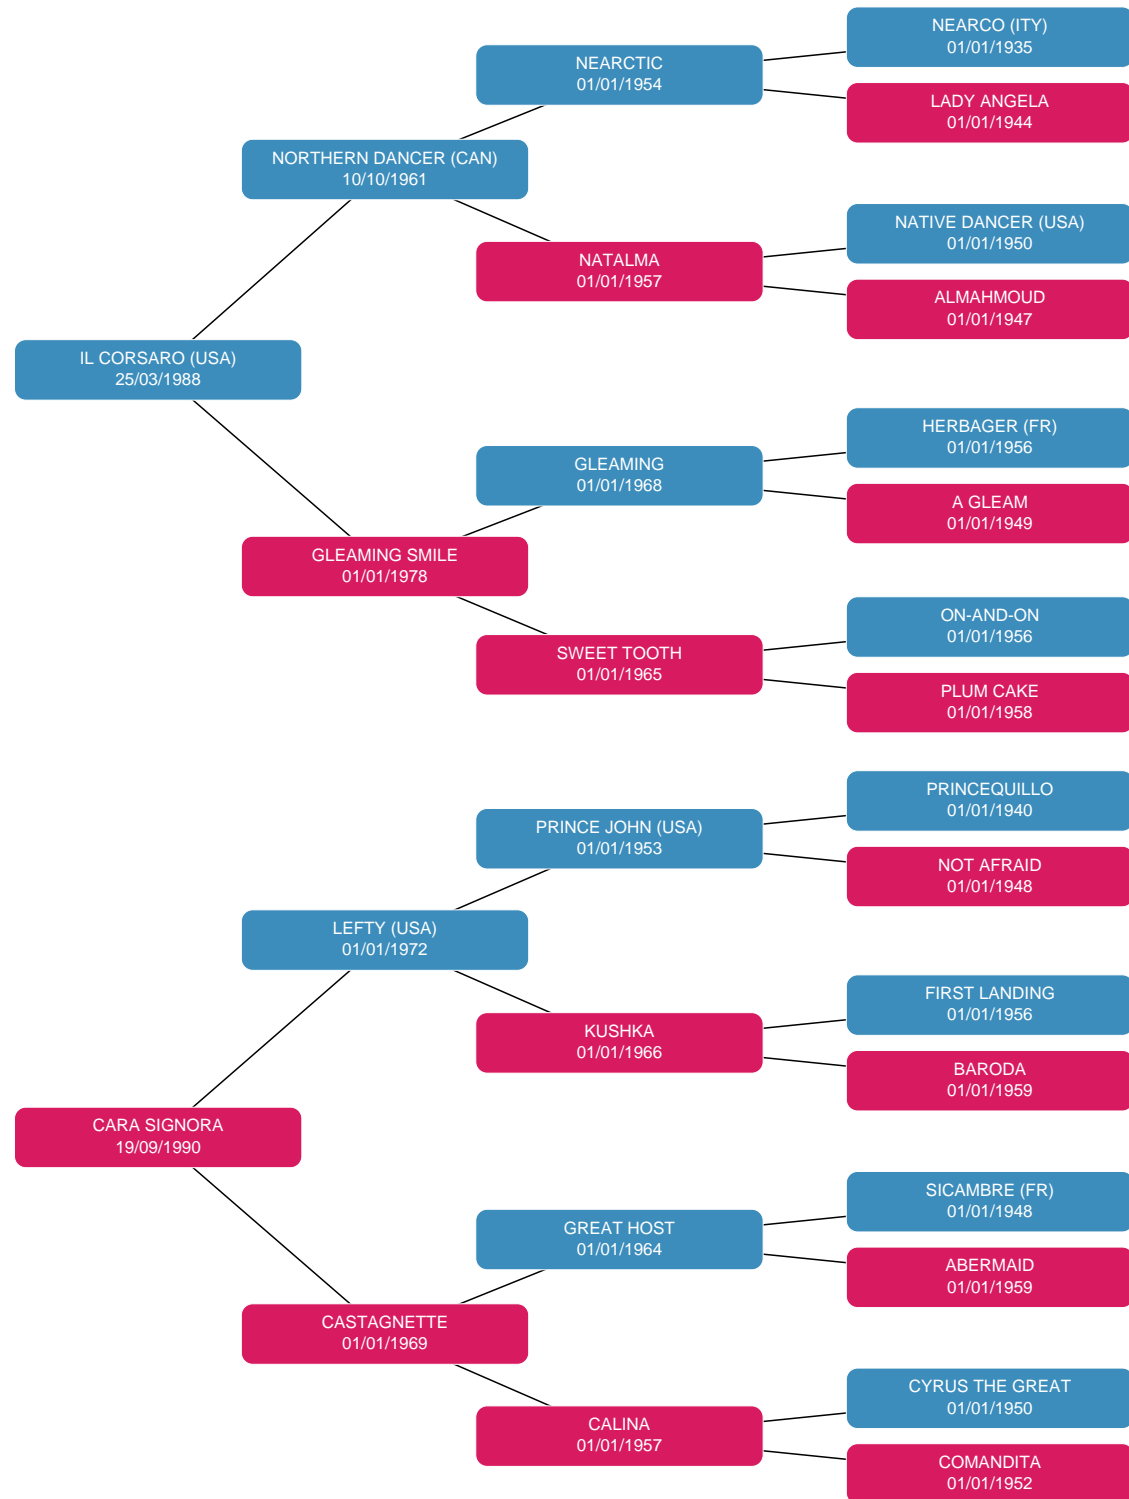 NEARCO (ITY)
01/01/1935
NEARCTIC
01/01/1954
LADY ANGELA
01/01/1944
NORTHERN DANCER (CAN)
10/10/1961
NATIVE DANCER (USA)
01/01/1950
NATALMA
01/01/1957
ALMAHMOUD
01/01/1947
IL CORSARO (USA)
25/03/1988
HERBAGER (FR)
01/01/1956
GLEAMING
01/01/1968
A GLEAM
01/01/1949
GLEAMING SMILE
01/01/1978
ON-AND-ON
01/01/1956
SWEET TOOTH
01/01/1965
PLUM CAKE
01/01/1958
PRINCEQUILLO
01/01/1940
PRINCE JOHN (USA)
01/01/1953
NOT AFRAID
01/01/1948
LEFTY (USA)
01/01/1972
FIRST LANDING
01/01/1956
KUSHKA
01/01/1966
BARODA
01/01/1959
CARA SIGNORA
19/09/1990
SICAMBRE (FR)
01/01/1948
GREAT HOST
01/01/1964
ABERMAID
01/01/1959
CASTAGNETTE
01/01/1969
CYRUS THE GREAT
01/01/1950
CALINA
01/01/1957
COMANDITA
01/01/1952